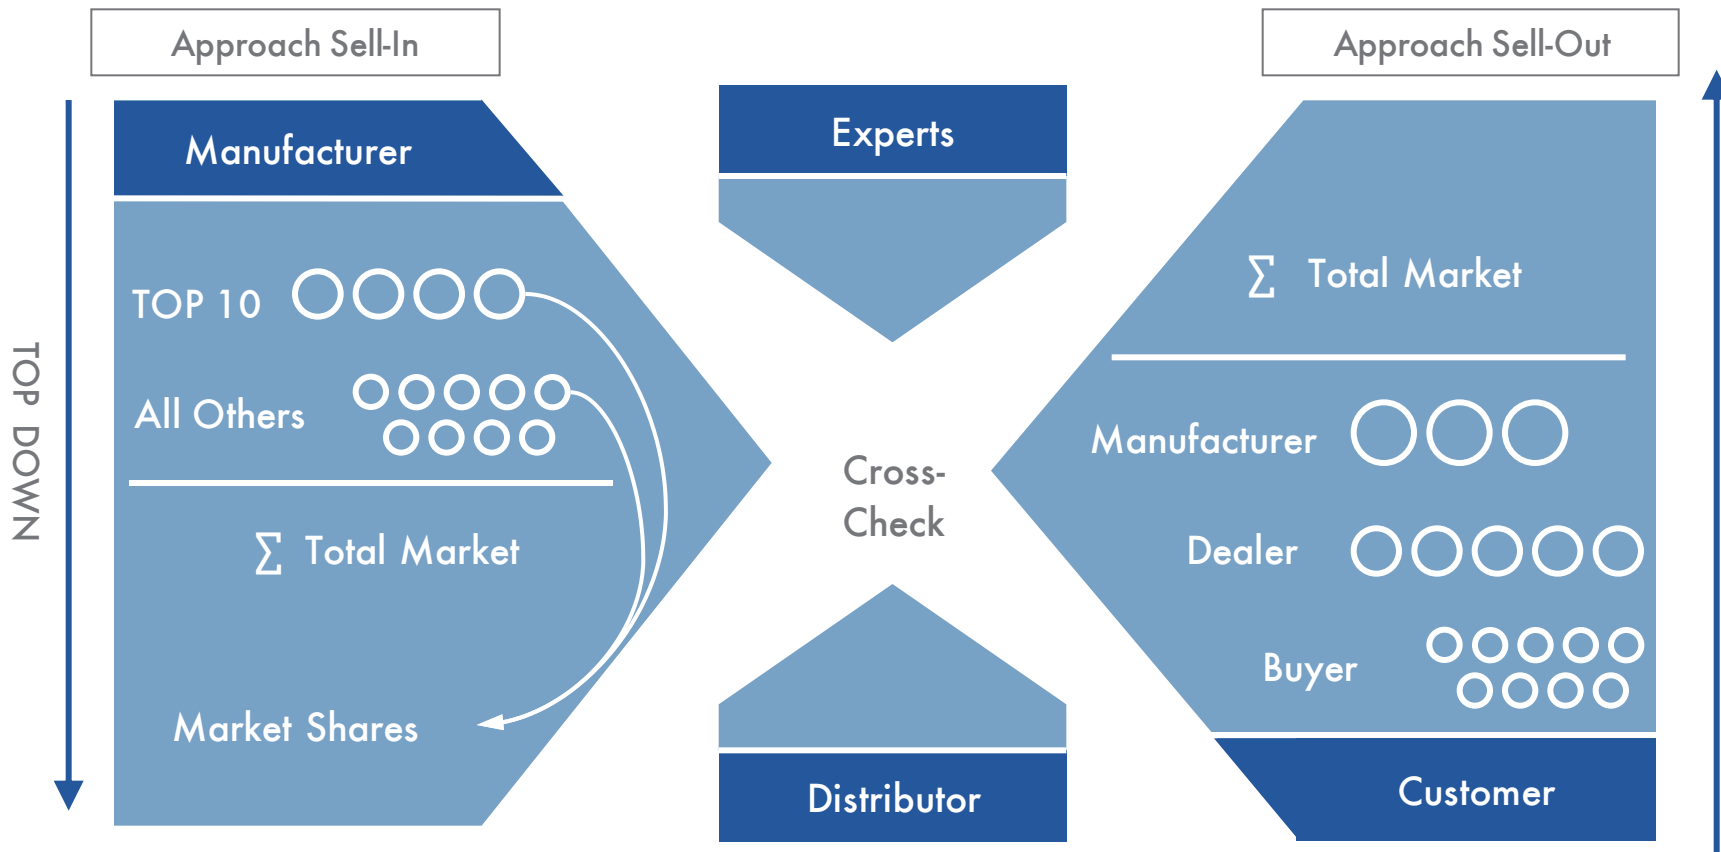 Approach Sell-In
Manufacturer
TOP 10
All Others
∑ Total Market
Market Shares
TOP DOWN
Experts
Cross-
Check
Distributor
Approach Sell-Out
∑ Total Market
Manufacturer
Dealer
Buyer
Customer